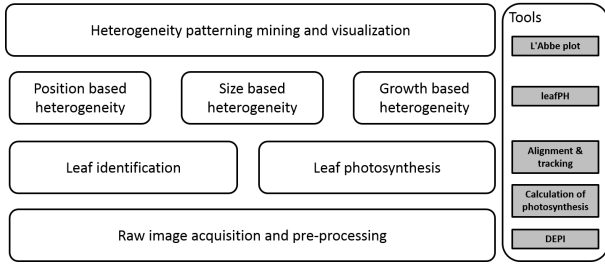 Heterogeneity patterning mining and visualization
Position based
heterogeneity
Size based
heterogeneity
Growth based
heterogeneity
Leaf identification
Leaf photosynthesis
Raw image acquisition and pre-processing
Tools
L'Abbe plot
leafPH
Alignment &
tracking
Calculation of
photosynthesis
DEPI